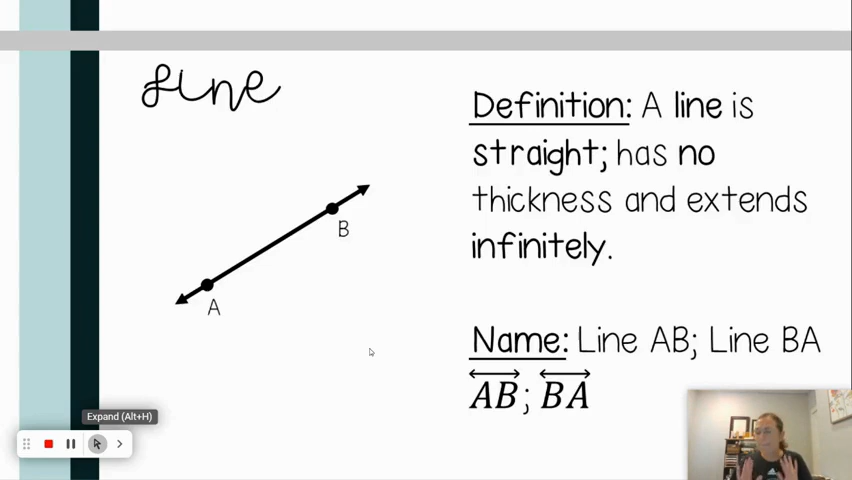 Line
Definition: A line is
straight; has no
thickness and extends
infinitely.
B
A
Name: Line AB; Line BA
AB; BA
Expand (Alt+H)